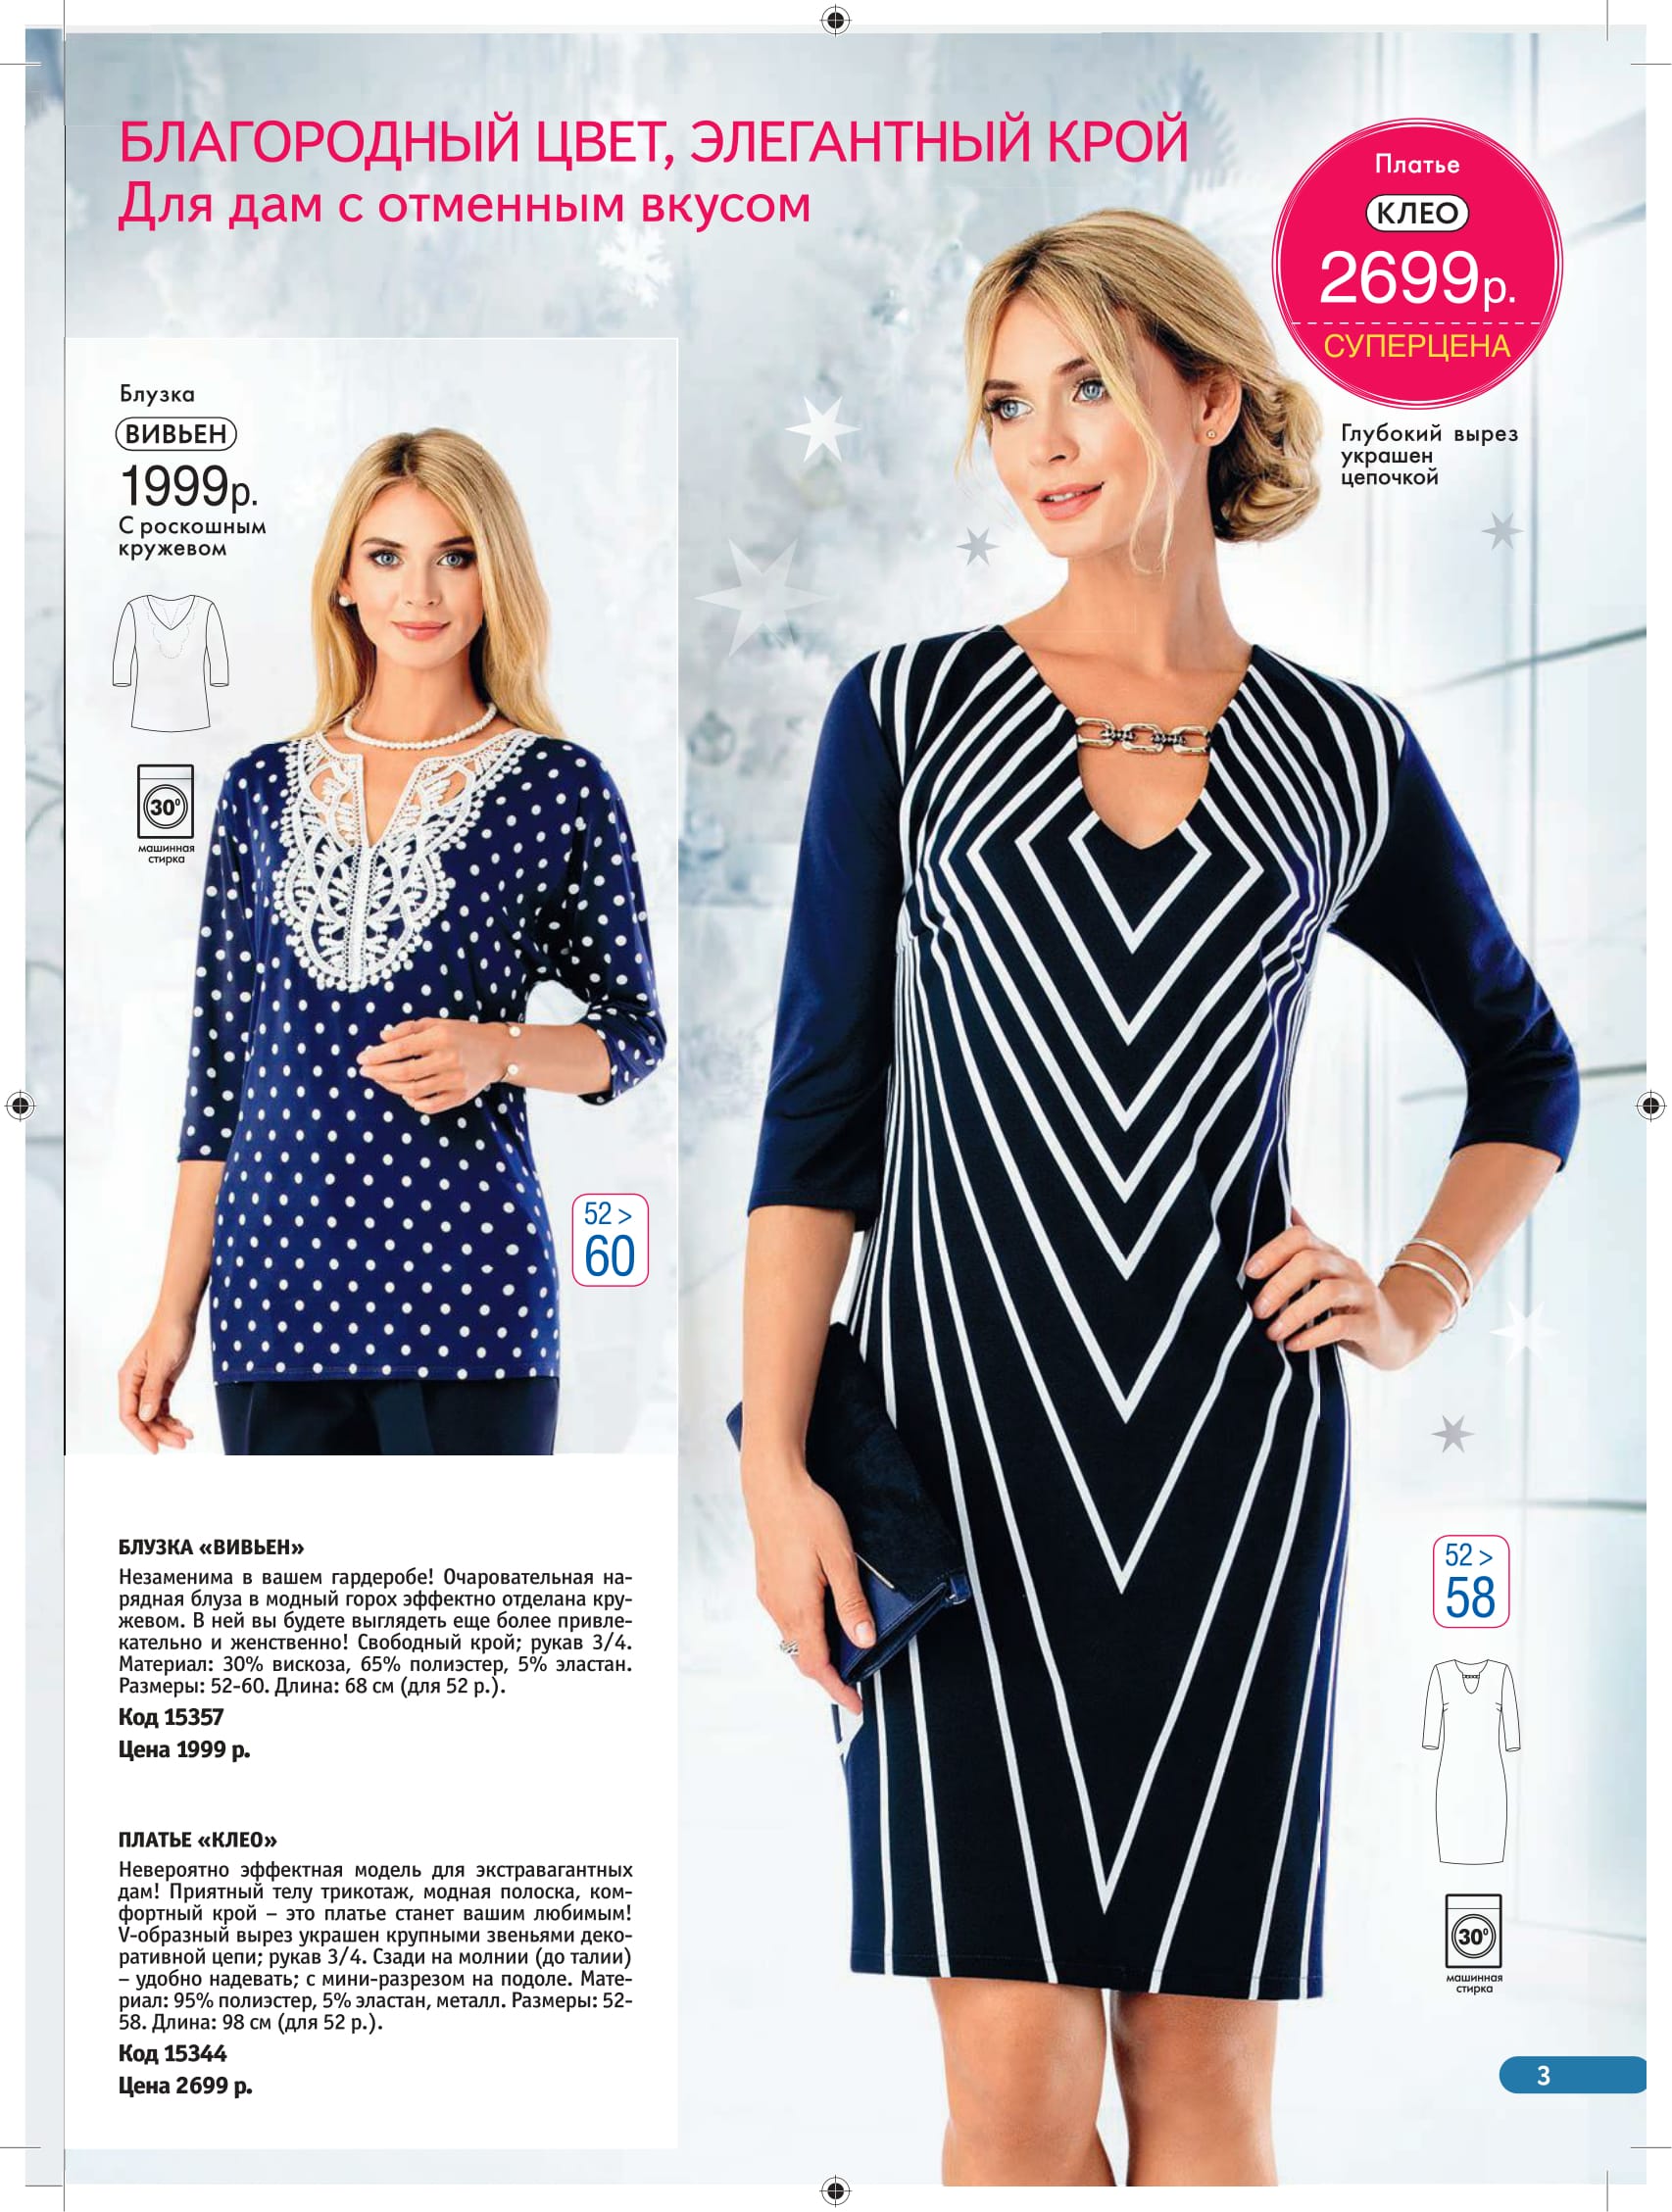 БЛАГОРОДНЫЙ ЦВЕТ, ЭЛЕГАНТНЫЙ КРОЙ
Для дам с отменным вкусом
Платье
КЛЕО
2699р.
СУПЕРЦЕНА
Глубокий вырез
украшен
цепочкой
Блузка
ВИВЬЕН
1999р.
С роскошным
кружевом
30°
машинная
стирка
52 >
60
БЛУЗКА «ВИВЬЕН»
Незаменима в вашем гардеробе! Очаровательная на-
рядная блуза в модный горох эффектно отделана кру-
жевом. В ней вы будете выглядеть еще более привле-
кательно и женственно! Свободный крой; рукав 3/4.
Материал: 30% вискоза, 65% полиэстер, 5% эластан.
Размеры: 52-60. Длина: 68 см (для 52 р.).
Код 15357
Цена 1999 р.
ПЛАТЬЕ «КЛЕО»
Невероятно эффектная модель для экстравагантных
дам! Приятный телу трикотаж, модная полоска, ком-
фортный крой – это платье станет вашим любимым!
V-образный вырез украшен крупными звеньями деко-
ративной цепи; рукав 3/4. Сзади на молнии (до талии)
– удобно надевать; с мини-разрезом на подоле. Мате-
риал: 95% полиэстер, 5% эластан, металл. Размеры: 52-
58. Длина: 98 см (для 52 р.).
Код 15344
Цена 2699 р.
52 >
58
30°
машинная
стирка
3